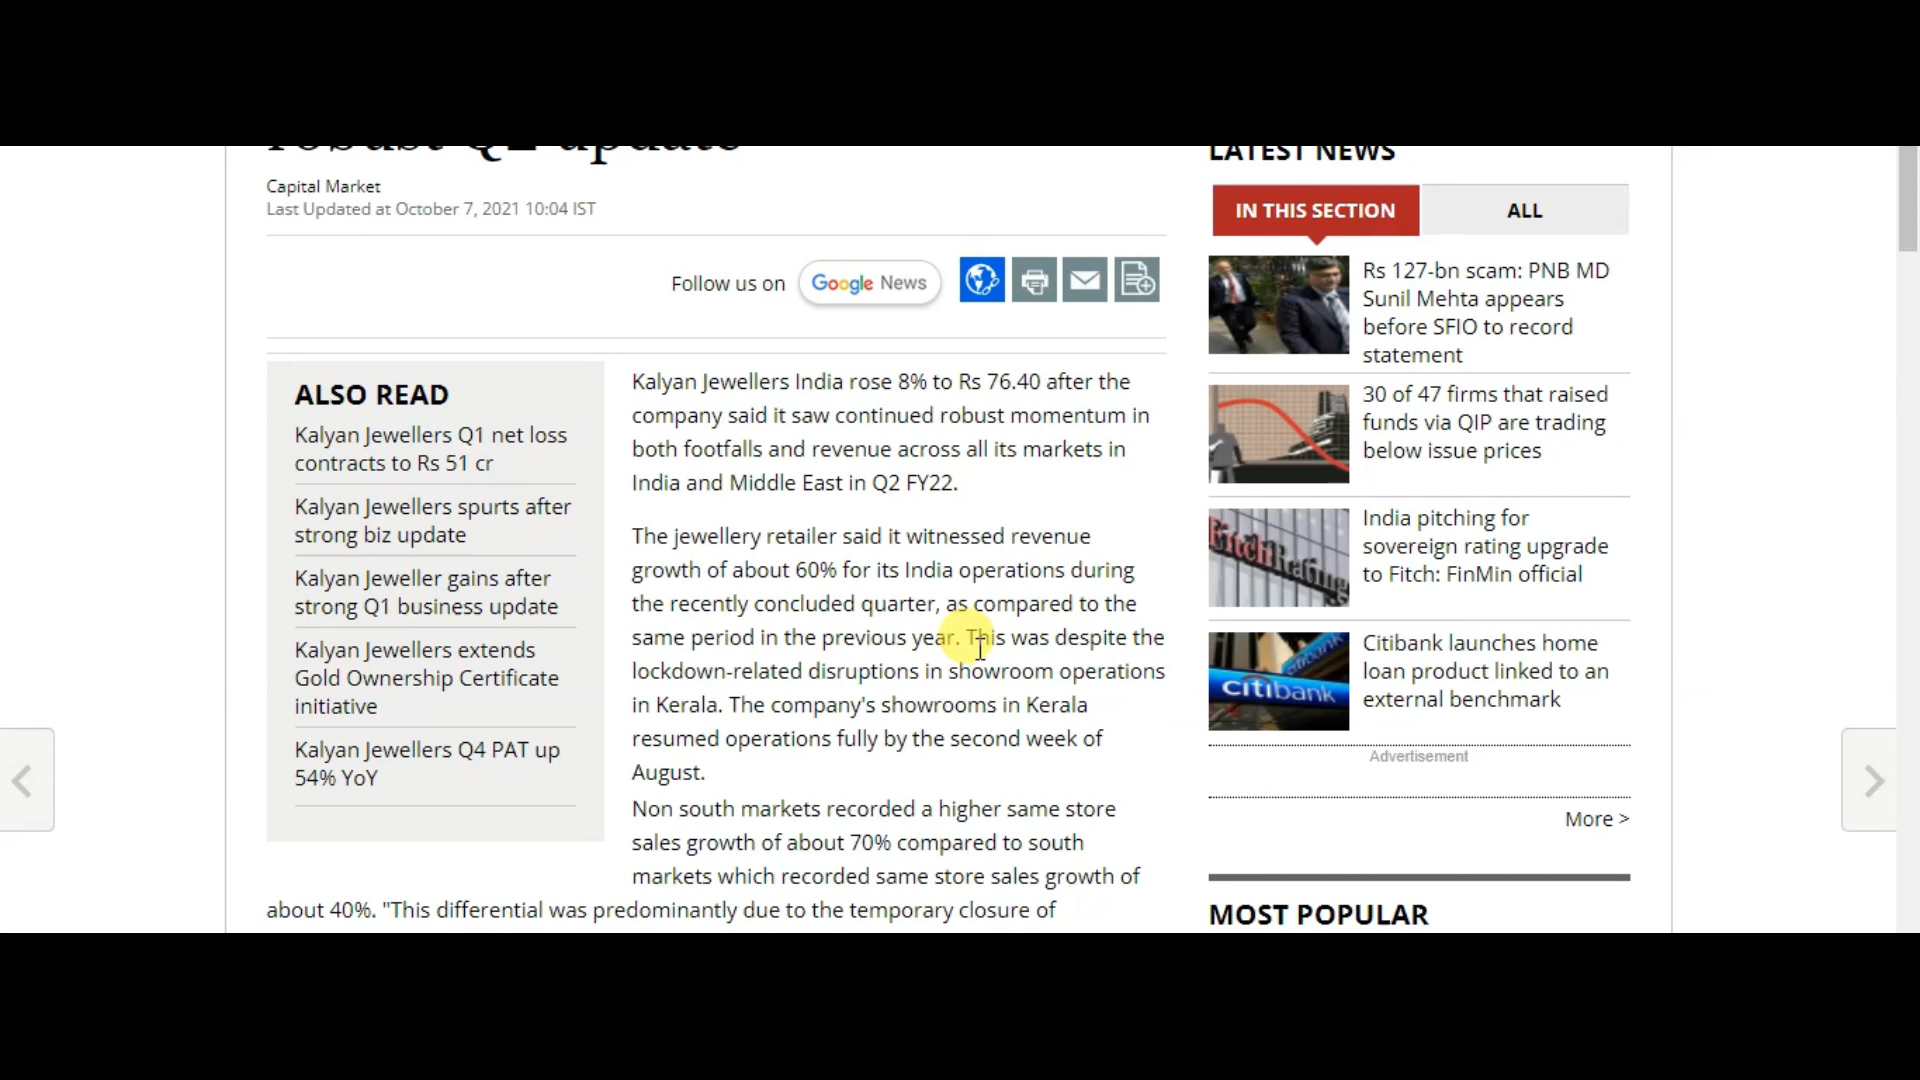 robust Q2 update
Capital Market
Last Updated at October 7, 2021 10:04 IST
Follow us on
Google News
ALSO READ
Kalyan Jewellers Q1 net loss
contracts to Rs 51 cr
Kalyan Jewellers spurts after
strong biz update
Kalyan Jeweller gains after
strong Q1 business update
Kalyan Jewellers extends
Gold Ownership Certificate
initiative
Kalyan Jewellers Q4 PAT up
54% YoY
Kalyan Jewellers India rose 8% to Rs 76.40 after the
company said it saw continued robust momentum in
both footfalls and revenue across all its markets in
India and Middle East in Q2 FY22.
The jewellery retailer said it witnessed revenue
growth of about 60% for its India operations during
the recently concluded quarter, as compared to the
same period in the previous year. This was despite the
lockdown-related disruptions in showroom operations
in Kerala. The company's showrooms in Kerala
resumed operations fully by the second week of
August.
Non south markets recorded a higher same store
sales growth of about 70% compared to south
markets which recorded same store sales growth of
about 40%. "This differential was predominantly due to the temporary closure of
LATEST NEWS
IN THIS SECTION
ALL
Rs 127-bn scam: PNB MD
Sunil Mehta appears
before SFIO to record
statement
30 of 47 firms that raised
funds via QIP are trading
below issue prices
FitchRating
India pitching for
sovereign rating upgrade
to Fitch: FinMin official
citibank
citibank
Citibank launches home
loan product linked to an
external benchmark
Advertisement
More >
MOST POPULAR